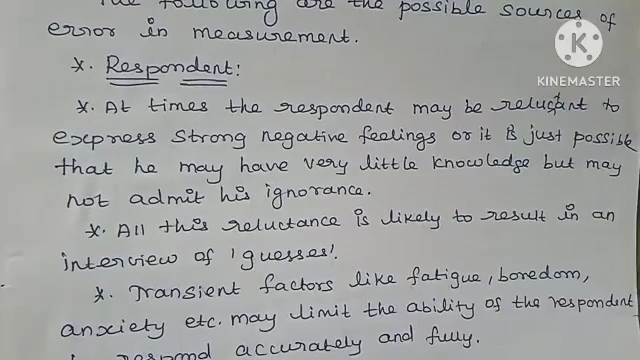 The following are the possible sources of
error in measurement.
*. Respondent:
*. At times the respondent may be reluctant to
express strong negative feelings or it is just possible
that he may have very little knowledge but may
not admit his ignorance.
*. All this reluctance is likely to result in an
interview of 'guesses'.
*. Transient factors like fatigue, boredom,
anxiety etc. may limit the ability of the respondent
to respond accurately and fully.
KINEMASTER